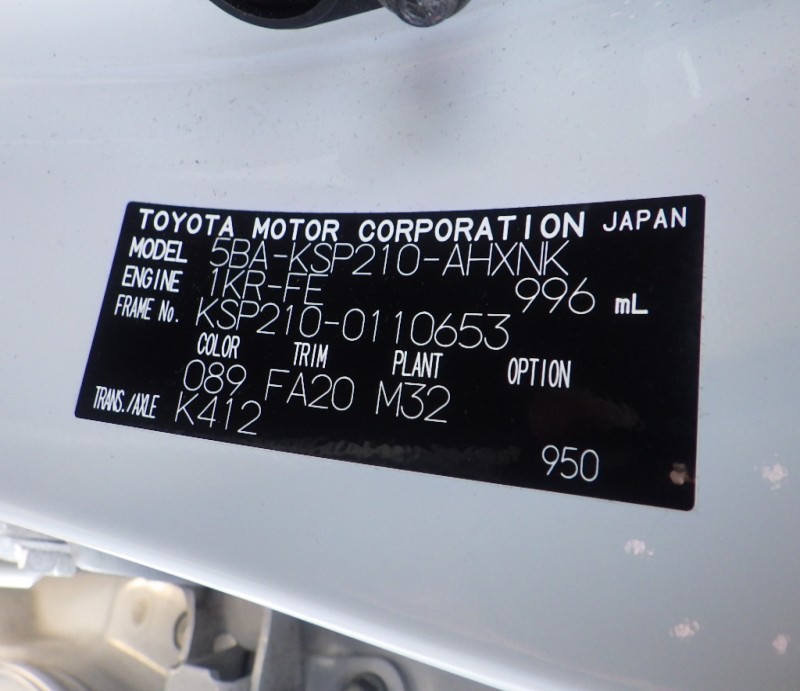 TOYOTA MOTOR CORPORATION JAPAN
MODEL 5BA-KSP210-AHXNK
ENGINE 1KR-FE 996 mL
FRAME No. KSP210-0110653
COLOR TRIM PLANT OPTION
089 FA20 M32
TRANS./AXLE K412
950